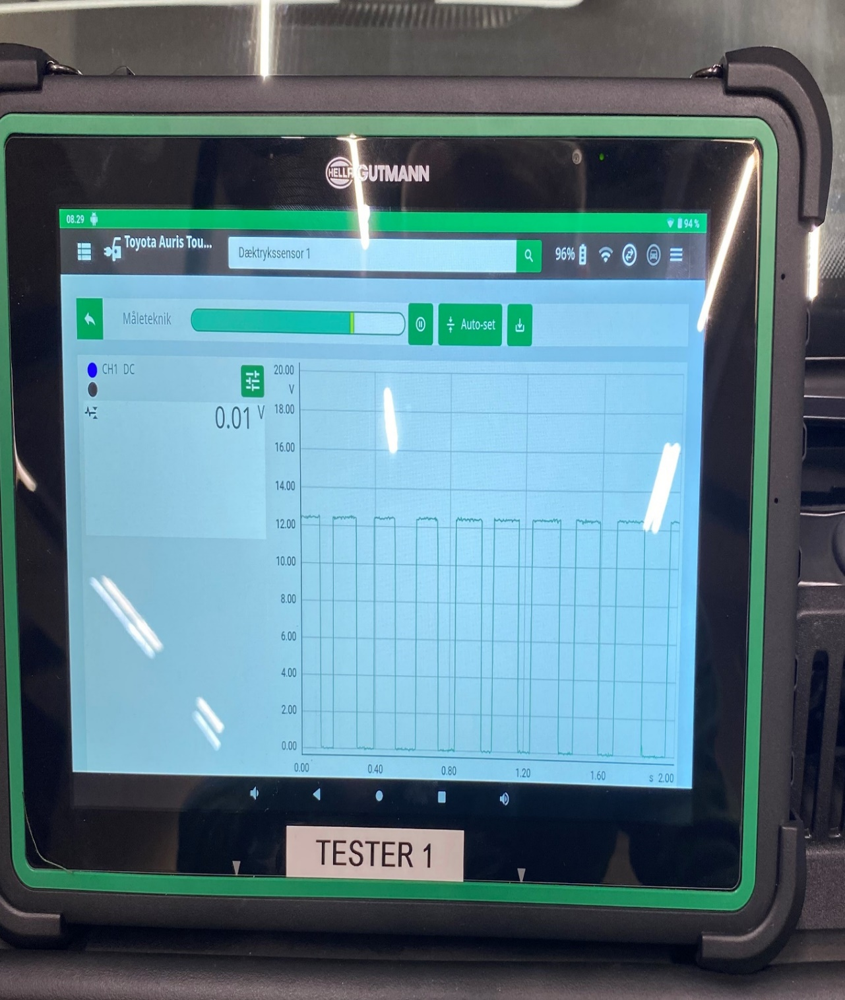 HELLA GUTMANN
08.29
94 %
Toyota Auris Tou...
Dæktrykssensor 1
96%
Måleteknik
Auto-set
CH1 DC
0.01 V
20.00
V
18.00
16.00
14.00
12.00
10.00
8.00
6.00
4.00
2.00
0.00
0.00 0.40 0.80 1.20 1.60 s 2.00
TESTER 1